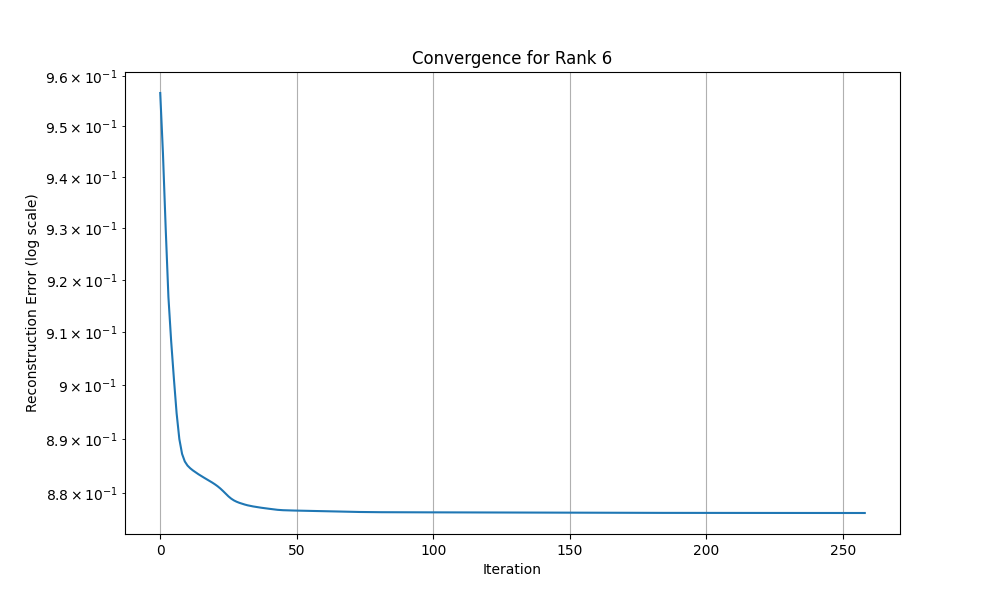 Convergence for Rank 6
Reconstruction Error (log scale)
9.6 × 10⁻¹
9.5 × 10⁻¹
9.4 × 10⁻¹
9.3 × 10⁻¹
9.2 × 10⁻¹
9.1 × 10⁻¹
9 × 10⁻¹
8.9 × 10⁻¹
8.8 × 10⁻¹
0 50 100 150 200 250
Iteration